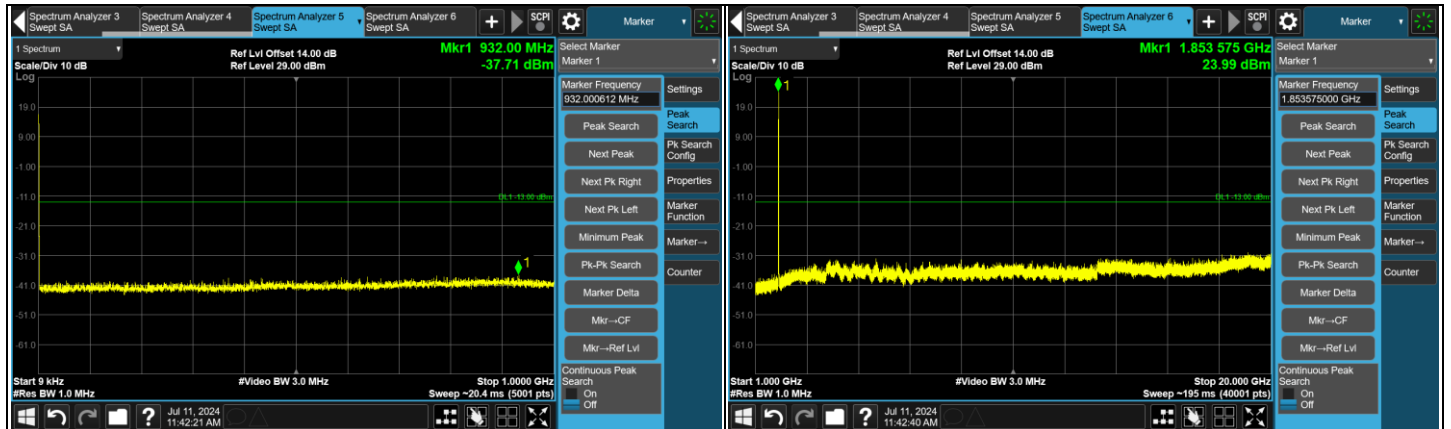 Spectrum Analyzer 3
Swept SA
Spectrum Analyzer 4
Swept SA
Spectrum Analyzer 5
Swept SA
Spectrum Analyzer 6
Swept SA
+
SCPI
Marker
1 Spectrum
Scale/Div 10 dB
Log
Ref Lvl Offset 14.00 dB
Ref Level 29.00 dBm
Mkr1 932.00 MHz
-37.71 dBm
19.0
9.00
-1.00
-11.0
-21.0
-31.0
-41.0
-51.0
-61.0
DL1 -13.00 dBm
1
Start 9 kHz
#Res BW 1.0 MHz
#Video BW 3.0 MHz
Stop 1.0000 GHz
Sweep ~20.4 ms (5001 pts)
Select Marker
Marker 1
Marker Frequency
932.000612 MHz
Peak Search
Next Peak
Next Pk Right
Next Pk Left
Minimum Peak
Pk-Pk Search
Marker Delta
Mkr→CF
Mkr→Ref Lvl
Continuous Peak
Search
On
Off
Settings
Peak
Search
Pk Search
Config
Properties
Marker
Function
Marker→
Counter
?
Jul 11, 2024
11:42:21 AM
Spectrum Analyzer 3
Swept SA
Spectrum Analyzer 4
Swept SA
Spectrum Analyzer 5
Swept SA
Spectrum Analyzer 6
Swept SA
+
SCPI
Marker
1 Spectrum
Scale/Div 10 dB
Log
Ref Lvl Offset 14.00 dB
Ref Level 29.00 dBm
Mkr1 1.853 575 GHz
23.99 dBm
1
19.0
9.00
-1.00
-11.0
-21.0
-31.0
-41.0
-51.0
-61.0
DL1 -13.00 dBm
Start 1.000 GHz
#Res BW 1.0 MHz
#Video BW 3.0 MHz
Stop 20.000 GHz
Sweep ~195 ms (40001 pts)
Select Marker
Marker 1
Marker Frequency
1.853575000 GHz
Peak Search
Next Peak
Next Pk Right
Next Pk Left
Minimum Peak
Pk-Pk Search
Marker Delta
Mkr→CF
Mkr→Ref Lvl
Continuous Peak
Search
On
Off
Settings
Peak
Search
Pk Search
Config
Properties
Marker
Function
Marker→
Counter
?
Jul 11, 2024
11:42:40 AM